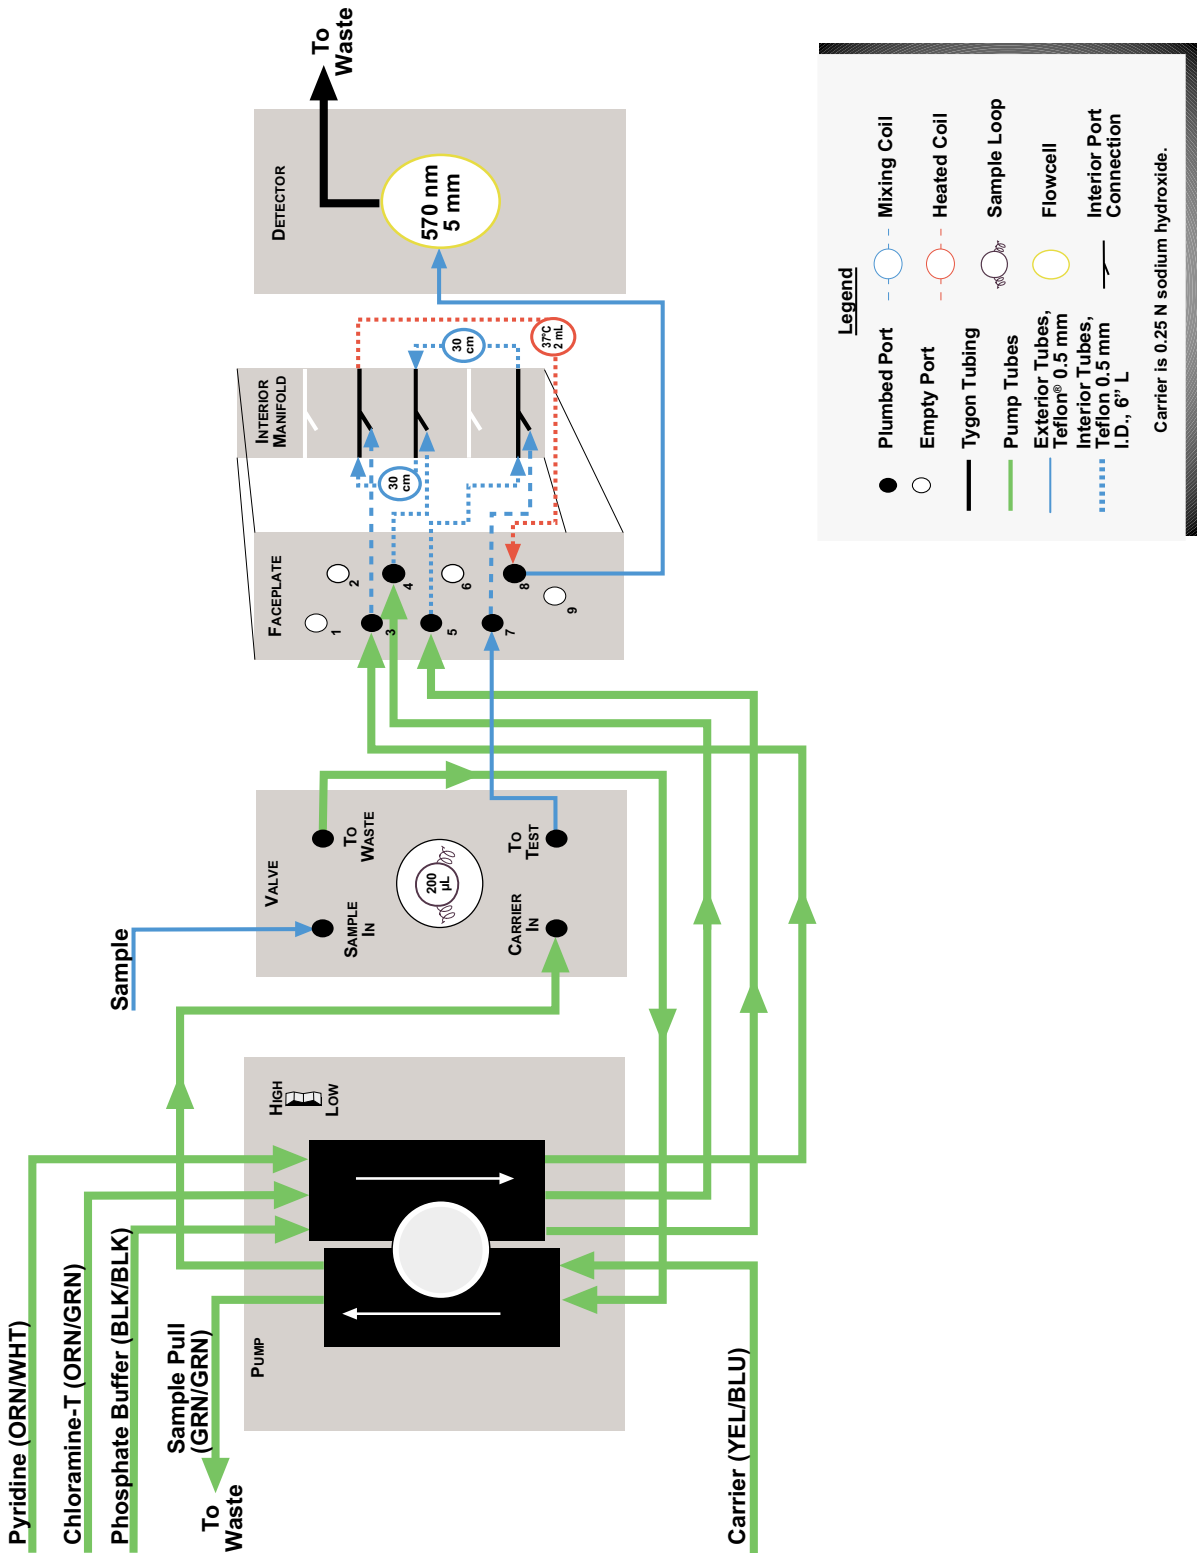 Pyridine (ORN/WHT)
Chloramine-T (ORN/GRN)
Phosphate Buffer (BLK/BLK)
To
Waste
Sample Pull
(GRN/GRN)
Carrier (YEL/BLU)
PUMP
HIGH
LOW
Sample
VALVE
SAMPLE
IN
TO
WASTE
200
µL
CARRIER
IN
TO
TEST
FACEPLATE
1
2
3
4
5
6
7
8
9
INTERIOR
MANIFOLD
30
cm
30
cm
37°C
2 mL
DETECTOR
570 nm
5 mm
To
Waste
Legend
Plumbed Port
Empty Port
Tygon Tubing
Pump Tubes
Exterior Tubes,
Teflon® 0.5 mm
Interior Tubes,
Teflon 0.5 mm
I.D., 6” L
Mixing Coil
Heated Coil
Sample Loop
Flowcell
Interior Port
Connection
Carrier is 0.25 N sodium hydroxide.